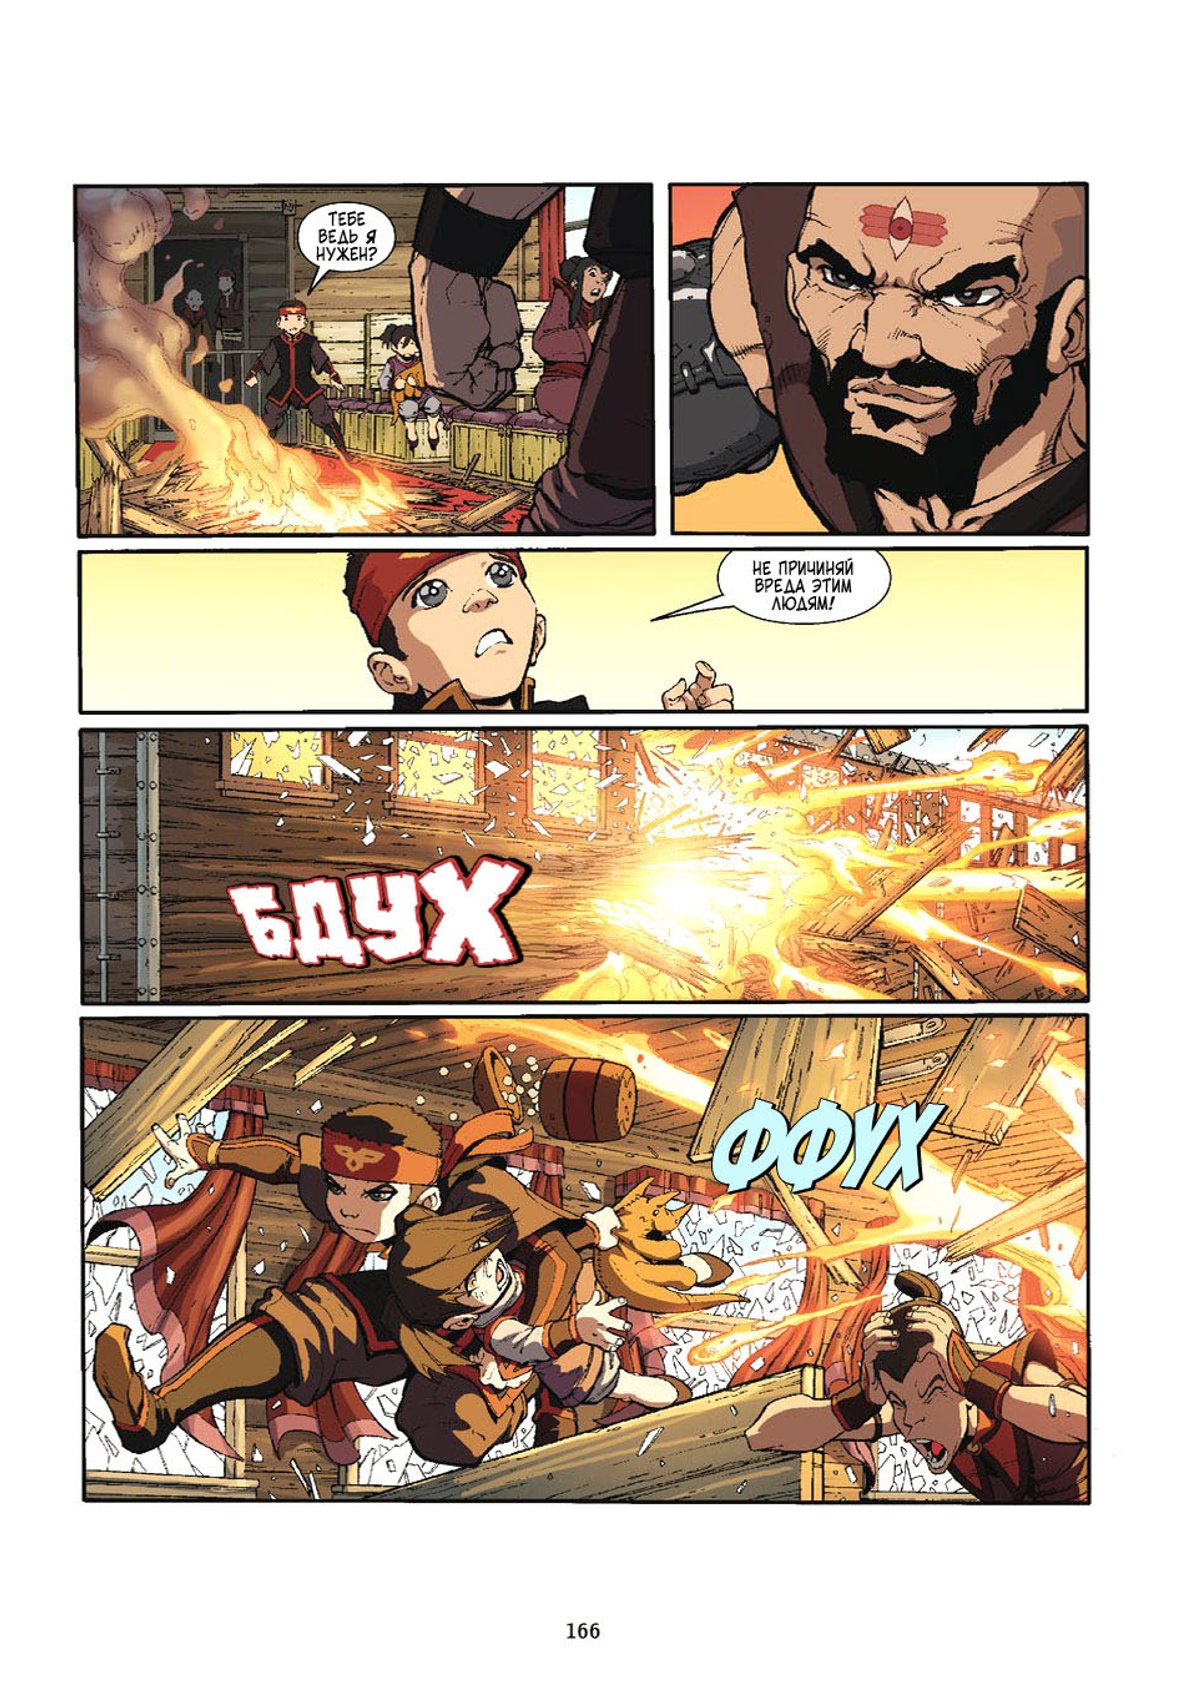 ТЕБЕ
ВЕДЬ Я
НУЖЕН?
НЕ ПРИЧИНЯЙ
ВРЕДА ЭТИМ
ЛЮДЯМ!
БДУХ
ФФУХ
166